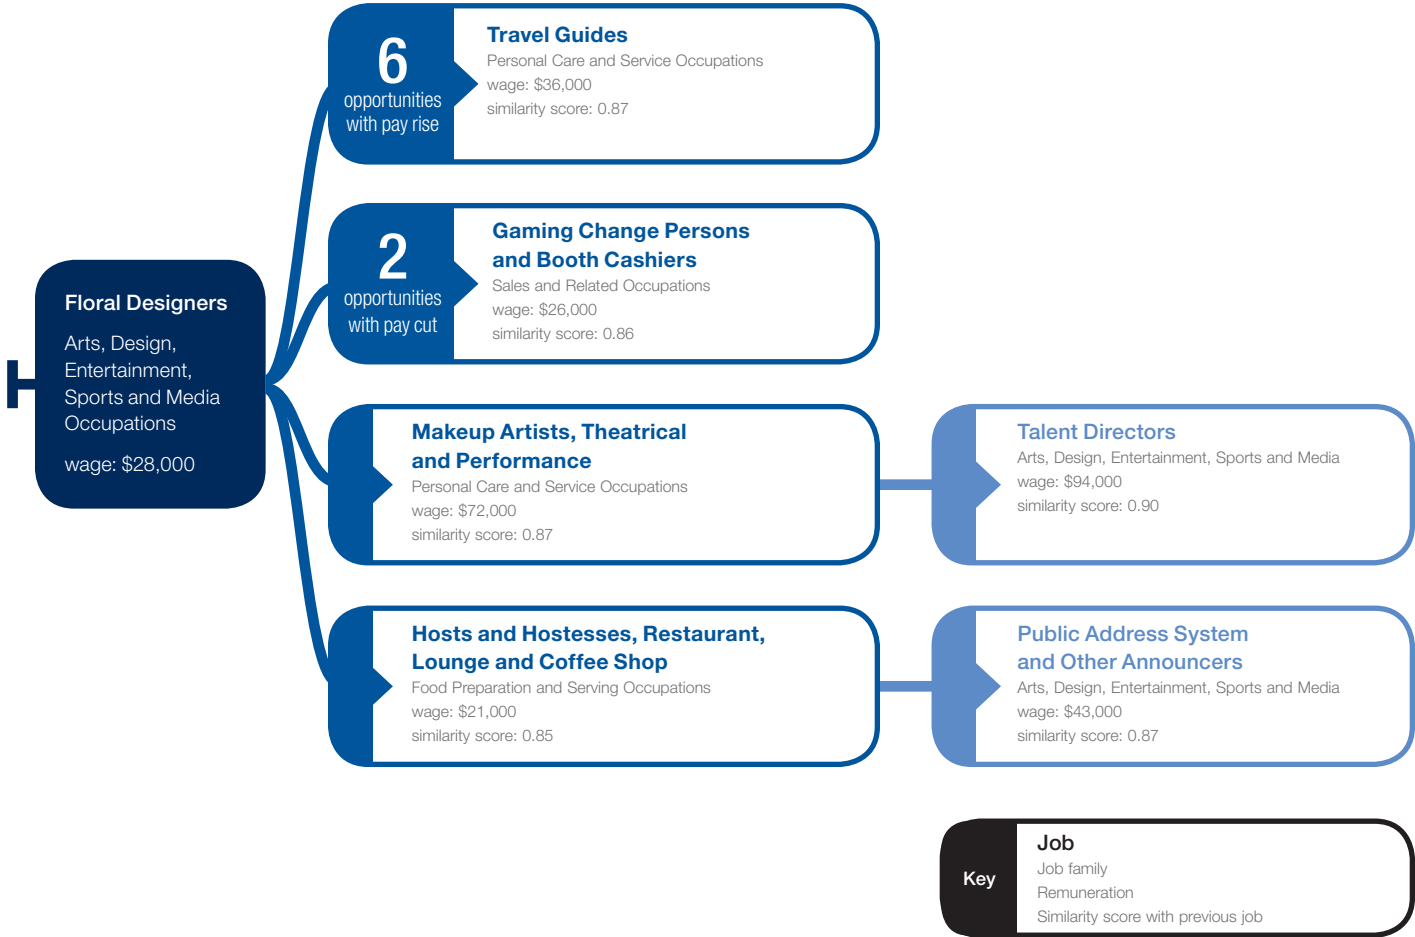 Floral Designers
Arts, Design,
Entertainment,
Sports and Media
Occupations
wage: $28,000
6
opportunities
with pay rise
Travel Guides
Personal Care and Service Occupations
wage: $36,000
similarity score: 0.87
2
opportunities
with pay cut
Gaming Change Persons
and Booth Cashiers
Sales and Related Occupations
wage: $26,000
similarity score: 0.86
Makeup Artists, Theatrical
and Performance
Personal Care and Service Occupations
wage: $72,000
similarity score: 0.87
Talent Directors
Arts, Design, Entertainment, Sports and Media
wage: $94,000
similarity score: 0.90
Hosts and Hostesses, Restaurant,
Lounge and Coffee Shop
Food Preparation and Serving Occupations
wage: $21,000
similarity score: 0.85
Public Address System
and Other Announcers
Arts, Design, Entertainment, Sports and Media
wage: $43,000
similarity score: 0.87
Key
Job
Job family
Remuneration
Similarity score with previous job